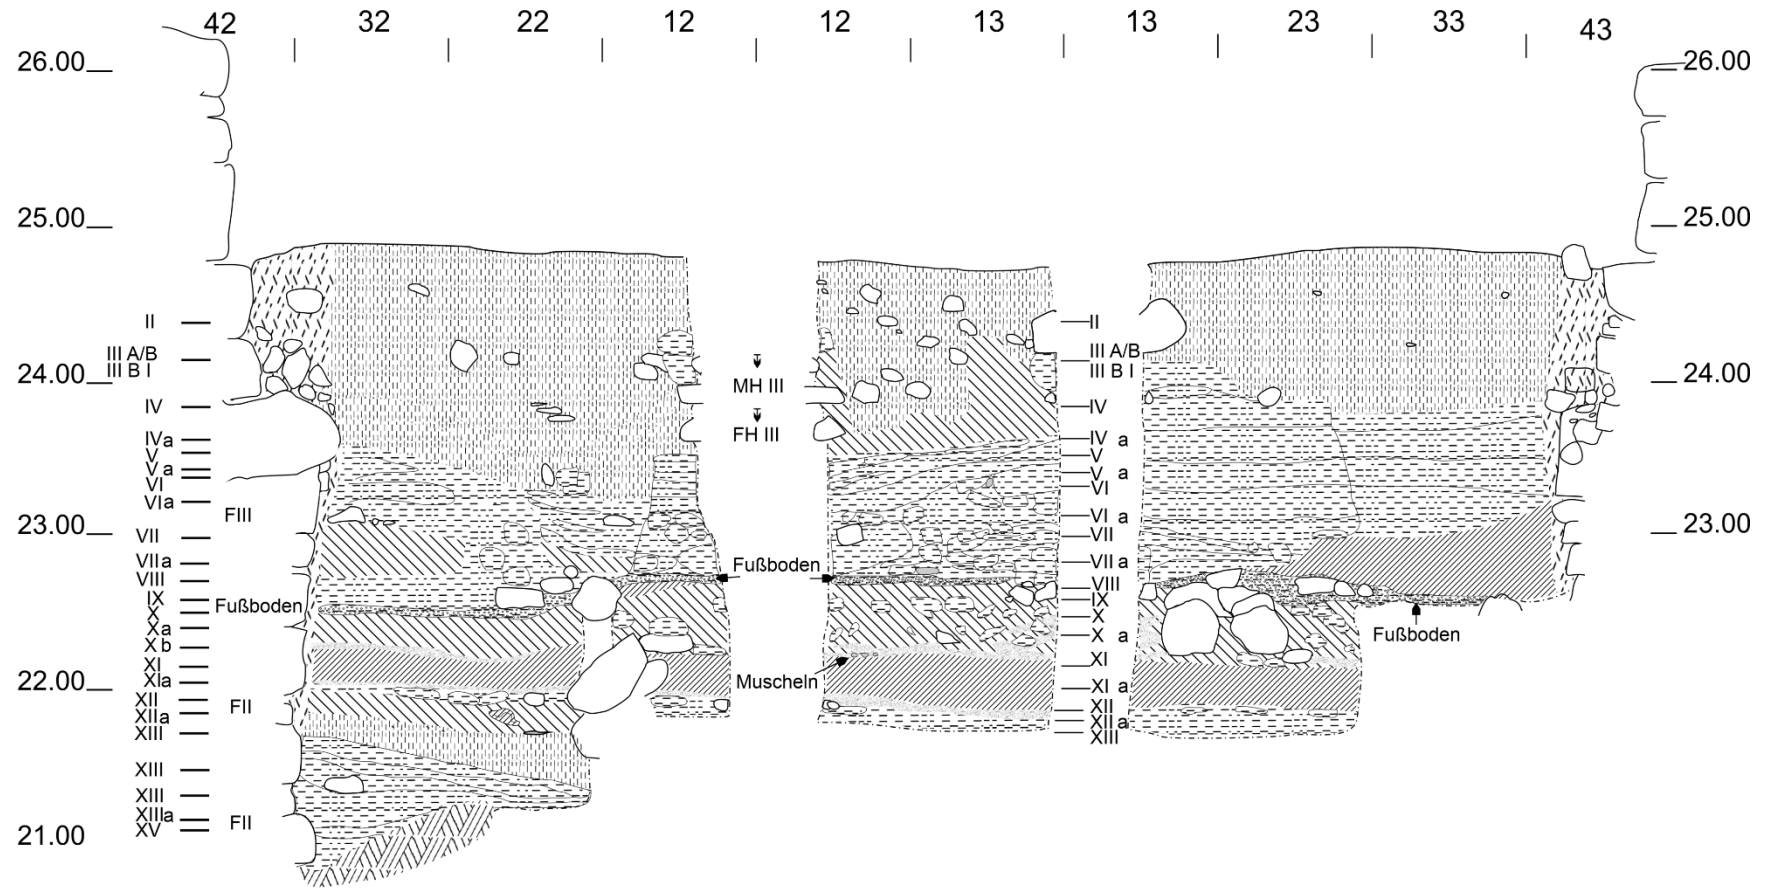 42 32 22 12 12 13 13 23 33 43
26.00 26.00
25.00 25.00
II II
III A/B III A/B
III B I III B I
24.00 MH III 24.00
IV IV
FH III
IVa IV a
V V
V a V a
VI VI
VIa VI a
FIII
23.00 23.00
VII VII
VIIa VII a
Fußboden
VIII VIII
IX IX
Fußboden
X X
Xa X a
Fußboden
X b
XI XI
XIa XI a
Muscheln
22.00
XII XII
FII
XIIa XII a
XIII XIII
XIII
XIII
XIIIa
FII
XV
21.00